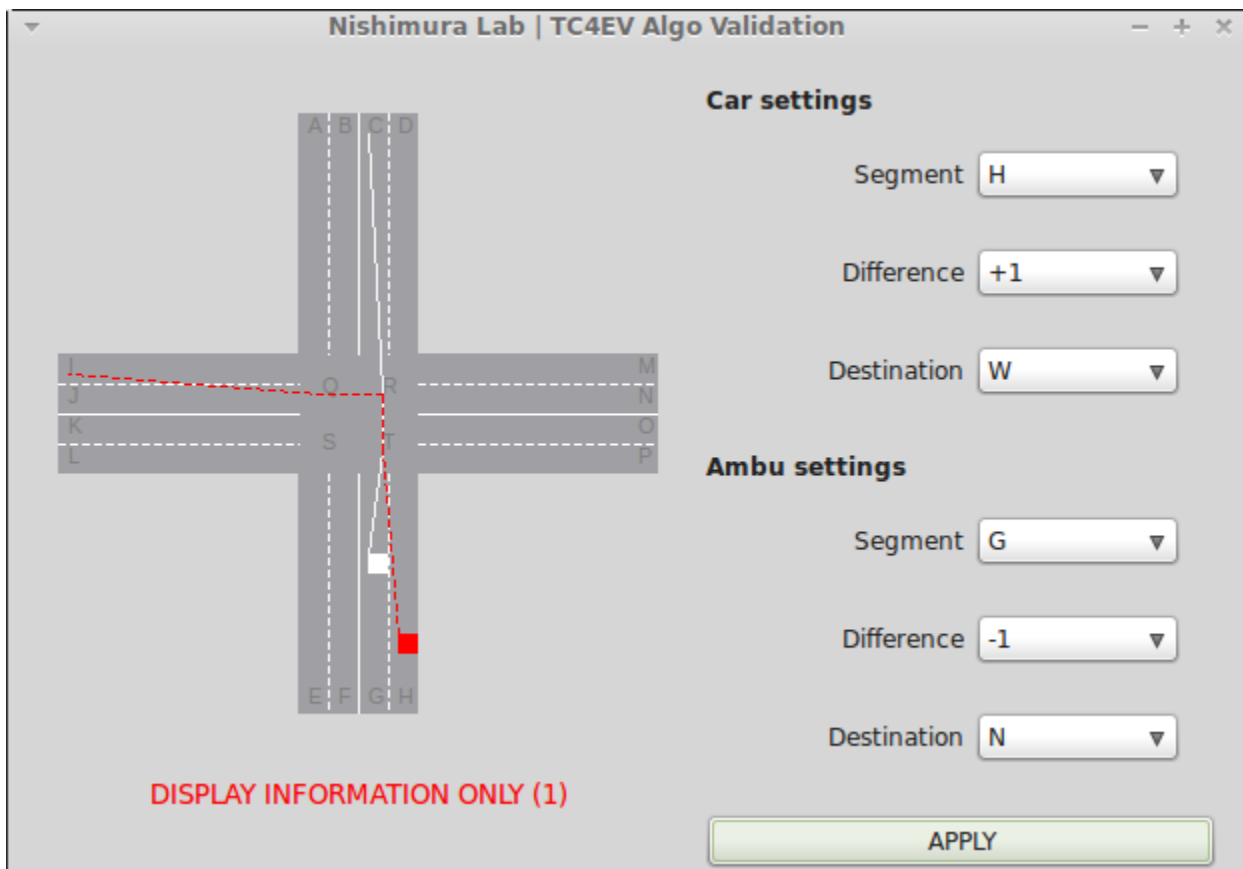 Nishimura Lab | TC4EV Algo Validation
Car settings
A B C D
Segment H
Difference +1
I M
Destination W
Q R
J N
K O
S T
L P
Ambu settings
Segment G
Difference -1
E F G H
Destination N
DISPLAY INFORMATION ONLY (1)
APPLY